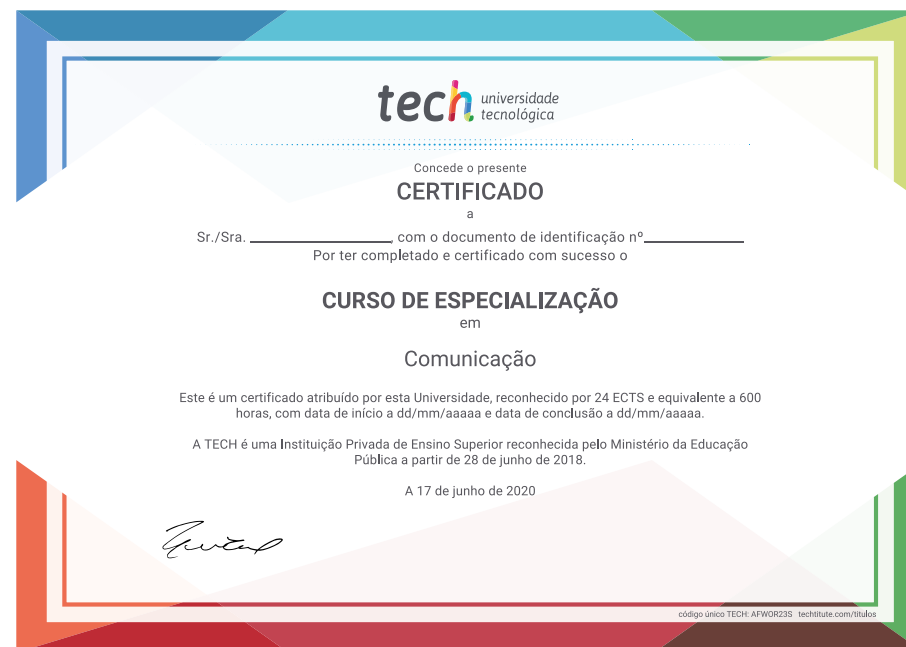 tech universidade
tecnológica
Concede o presente
CERTIFICADO
a
Sr./Sra. ____________________, com o documento de identificação nº______________
Por ter completado e certificado com sucesso o
CURSO DE ESPECIALIZAÇÃO
em
Comunicação
Este é um certificado atribuído por esta Universidade, reconhecido por 24 ECTS e equivalente a 600
horas, com data de início a dd/mm/aaaaa e data de conclusão a dd/mm/aaaaa.
A TECH é uma Instituição Privada de Ensino Superior reconhecida pelo Ministério da Educação
Pública a partir de 28 de junho de 2018.
A 17 de junho de 2020
código único TECH: AFWOR23S techtitute.com/titulos